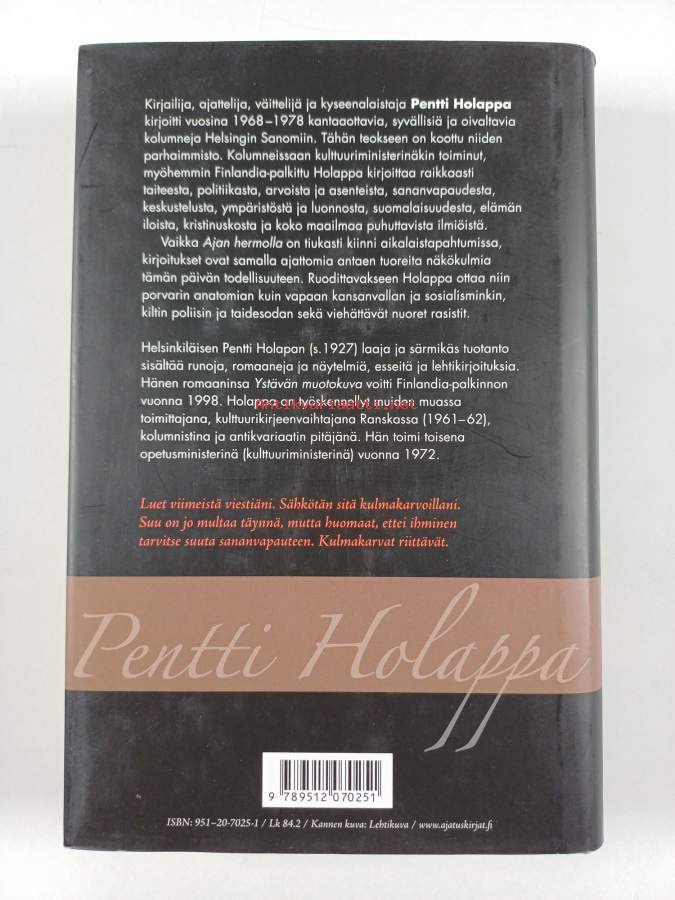 Kirjailija, ajattelija, väittelijä ja kyseenalaistaja Pentti Holappa
kirjoitti vuosina 1968–1978 kantaaottavia, syvällisiä ja oivaltavia
kolumneja Helsingin Sanomiin. Tähän teokseen on koottu niiden
parhaimmisto. Kolumneissaan kulttuuriministerinäkin toiminut,
myöhemmin Finlandia-palkittu Holappa kirjoittaa raikkaasti
taiteesta, politiikasta, arvoista ja asenteista, sananvapaudesta,
keskustelusta, ympäristöstä ja luonnosta, suomalaisuudesta, elämän
iloista, kristinuskosta ja koko maailmaa puhuttavista ilmiöistä.
Vaikka Ajan hermolla on tiukasti kiinni aikalaistapahtumissa,
kirjoitukset ovat samalla ajattomia antaen tuoreita näkökulmia
tämän päivän todellisuuteen. Ruodittavakseen Holappa ottaa niin
porvarin anatomian kuin vapaan kansanvallan ja sosialisminkin,
kiltin poliisin ja taidesodan sekä viehättävät nuoret rasistit.
Helsinkiläisen Pentti Holapan (s.1927) laaja ja särmikäs tuotanto
sisältää runoja, romaaneja ja näytelmiä, esseitä ja lehtikirjoituksia.
Hänen romaaninsa Ystävän muotokuva voitti Finlandia-palkinnon
vuonna 1998. Holappa on työskennellyt muiden muassa
Antikvariaatti.net
toimittajana, kulttuurikirjeenvaihtajana Ranskassa (1961–62),
kolumnistina ja antikvariaatin pitäjänä. Hän toimi toisena
opetusministerinä (kulttuuriministerinä) vuonna 1972.
Luet viimeistä viestiäni. Sähkötän sitä kulmakarvoillani.
Suu on jo multaa täynnä, mutta huomaat, ettei ihminen
tarvitse suuta sananvapauteen. Kulmakarvat riittävät.
Pentti Holappa
9 789512 070251
ISBN: 951–20-7025-1 / Lk 84.2 / Kannen kuva: Lehtikuva / www.ajatuskirjat.fi